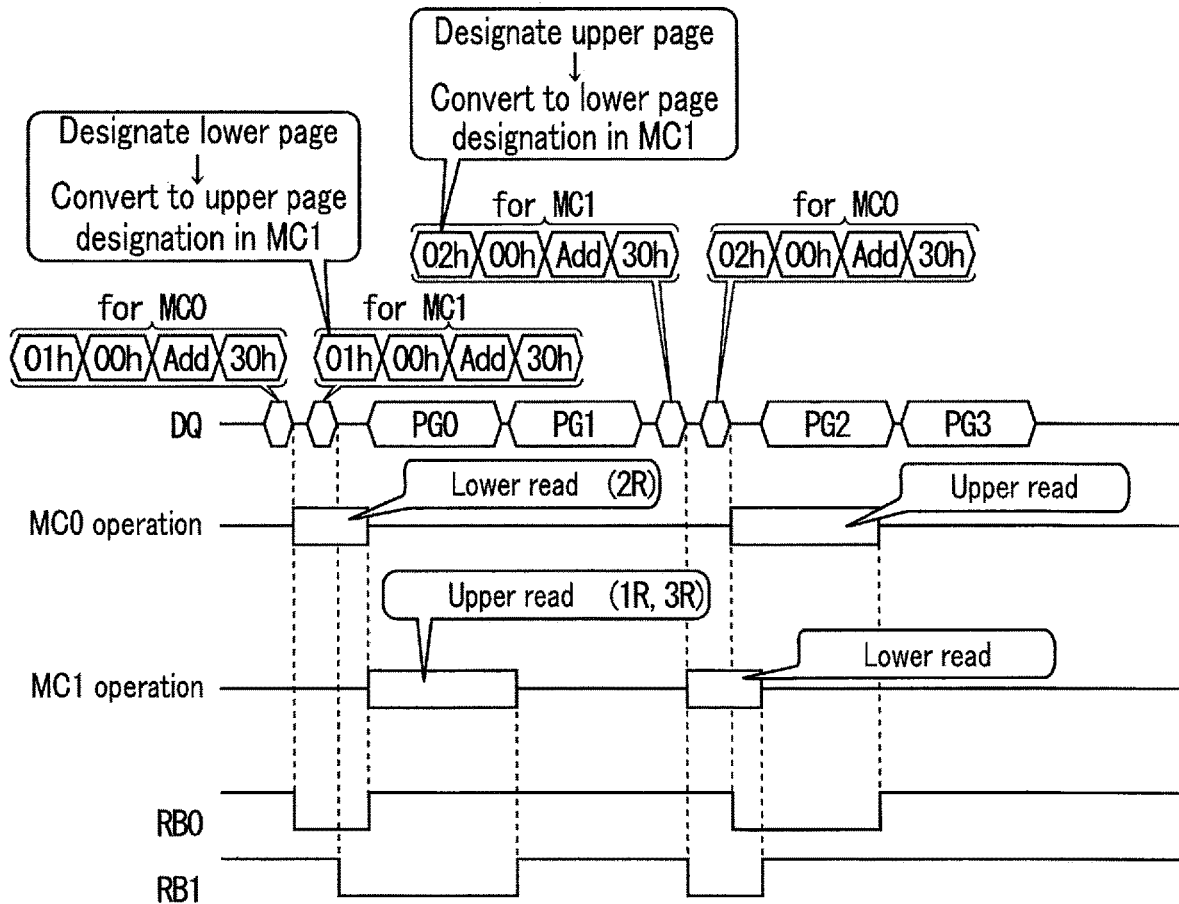 Designate upper page
↓
Convert to lower page
designation in MC1
Designate lower page
↓
Convert to upper page
designation in MC1
for MC1
for MC0
02h 00h Add 30h
02h 00h Add 30h
for MC0
for MC1
01h 00h Add 30h
01h 00h Add 30h
DQ
PG0
PG1
PG2
PG3
Lower read (2R)
Upper read
MC0 operation
Upper read (1R, 3R)
Lower read
MC1 operation
RB0
RB1